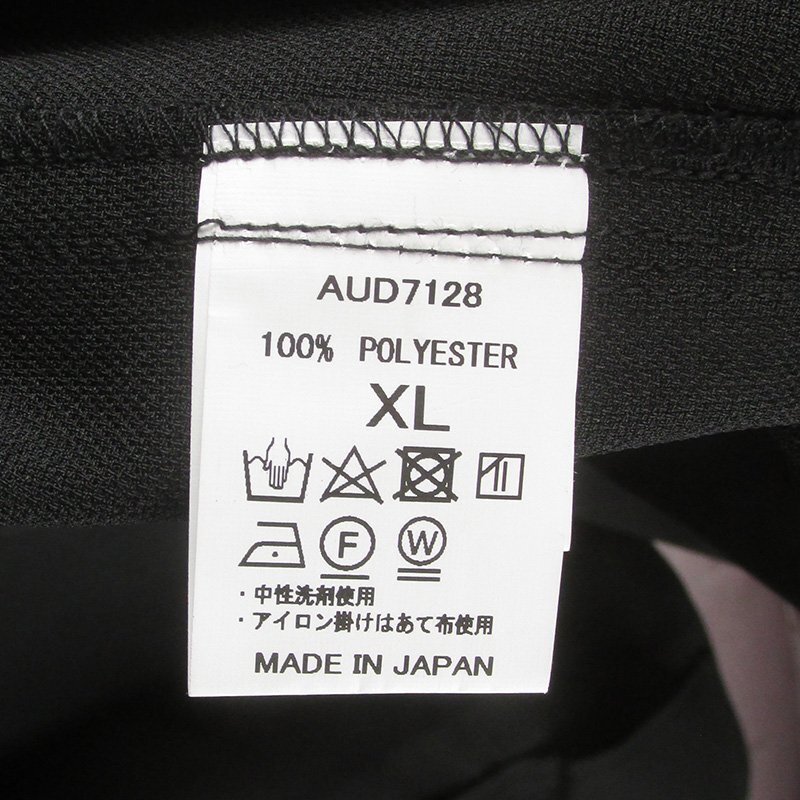 AUD7128
100% POLYESTER
XL
F W
・中性洗剤使用
・アイロン掛けはあて布使用
MADE IN JAPAN